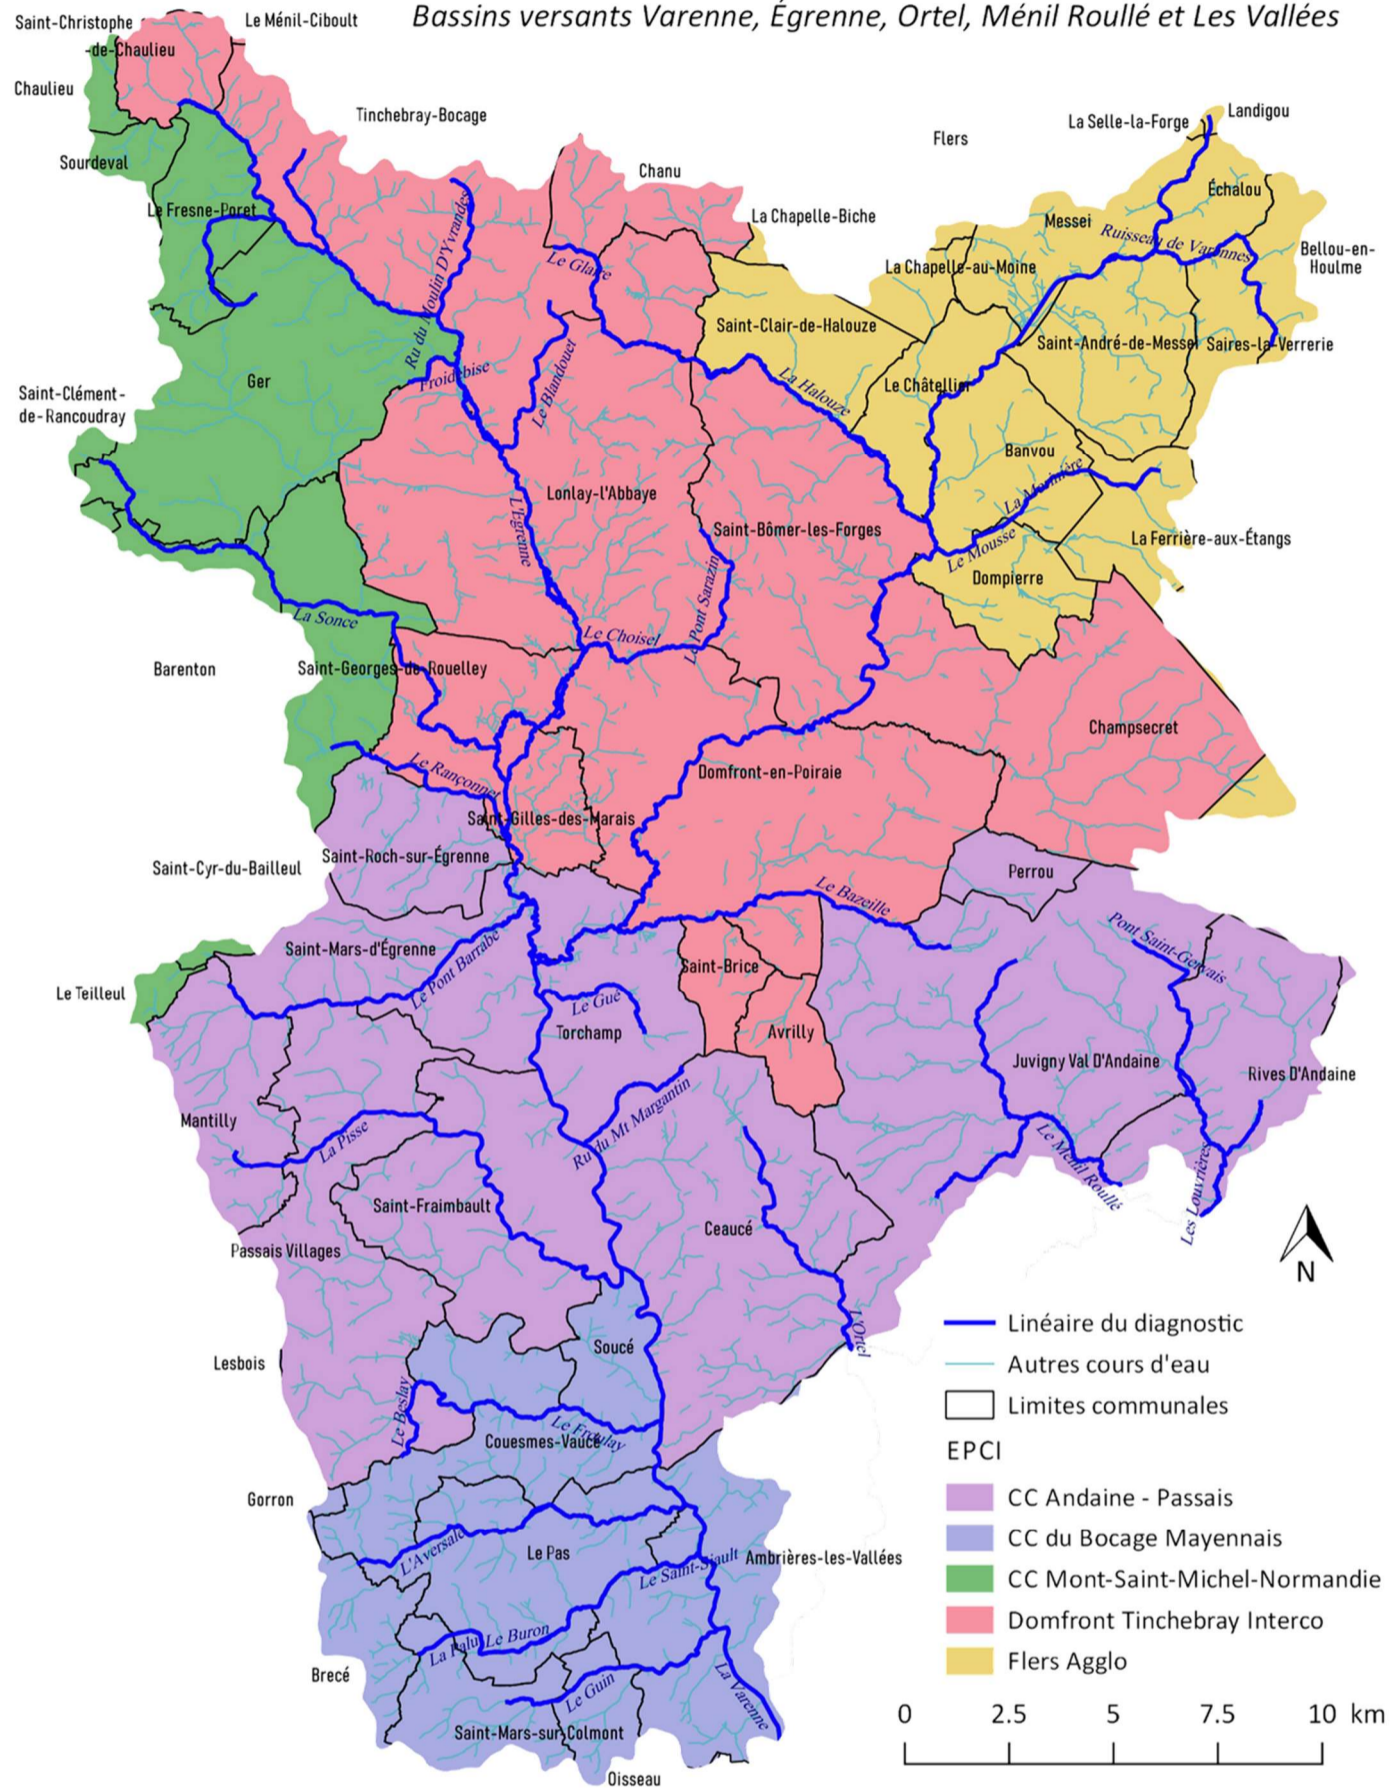 Bassins versants Varenne, Égrenne, Ortel, Ménil Roullé et Les Vallées
Saint-Christophe
-de-Chaulieu
Le Ménil-Ciboult
Chaulieu
Tinchebray-Bocage
Landigou
La Selle-la-Forge
Flers
Sourdeval
Chanu
Échalou
Le Fresne-Poret
La Chapelle-Biche
Messei
Ruisseau de Varennes
Bellou-en-
Houlme
Ru du Moulin D'Yvrandes
Le Glaire
La Chapelle-au-Moine
Saint-Clair-de-Halouze
Saint-André-de-Messei
Saires-la-Verrerie
Ger
Froidebise
Le Blandouet
La Halouze
Le Châtellier
Saint-Clément-
de-Rancoudray
Banvou
La Morinière
Lonlay-l'Abbaye
L'Egrenne
Saint-Bômer-les-Forges
La Ferrière-aux-Étangs
Le Mousse
Dompierre
La Sonce
Le Choisel
Le Pont Sarazin
Barenton
Saint-Georges-de-Rouelley
Champsecret
Le Rançonnet
Domfront-en-Poiraie
Saint-Gilles-des-Marais
Saint-Cyr-du-Bailleul
Saint-Roch-sur-Égrenne
Perrou
Le Bazeille
Saint-Mars-d'Égrenne
Le Pont Barrabé
Pont Saint-Gervais
Saint-Brice
Le Teilleul
Le Gué
Torchamp
Avrilly
Juvigny Val D'Andaine
Rives D'Andaine
Mantilly
La Pisse
Ru du Mt Margantin
Le Ménil Roullé
Les Louvrières
Saint-Fraimbault
Ceaucé
Passais Villages
N
L'Ortel
Soucé
Lesbois
Le Beslay
Le Froulay
Couesmes-Vaucé
Gorron
L'Aversale
Le Pas
Le Saint-Siault
Ambrières-les-Vallées
La Palu
Le Buron
Brecé
Le Guin
La Varenne
Saint-Mars-sur-Colmont
Oisseau
Linéaire du diagnostic
Autres cours d'eau
Limites communales
EPCI
CC Andaine - Passais
CC du Bocage Mayennais
CC Mont-Saint-Michel-Normandie
Domfront Tinchebray Interco
Flers Agglo
0 2.5 5 7.5 10 km